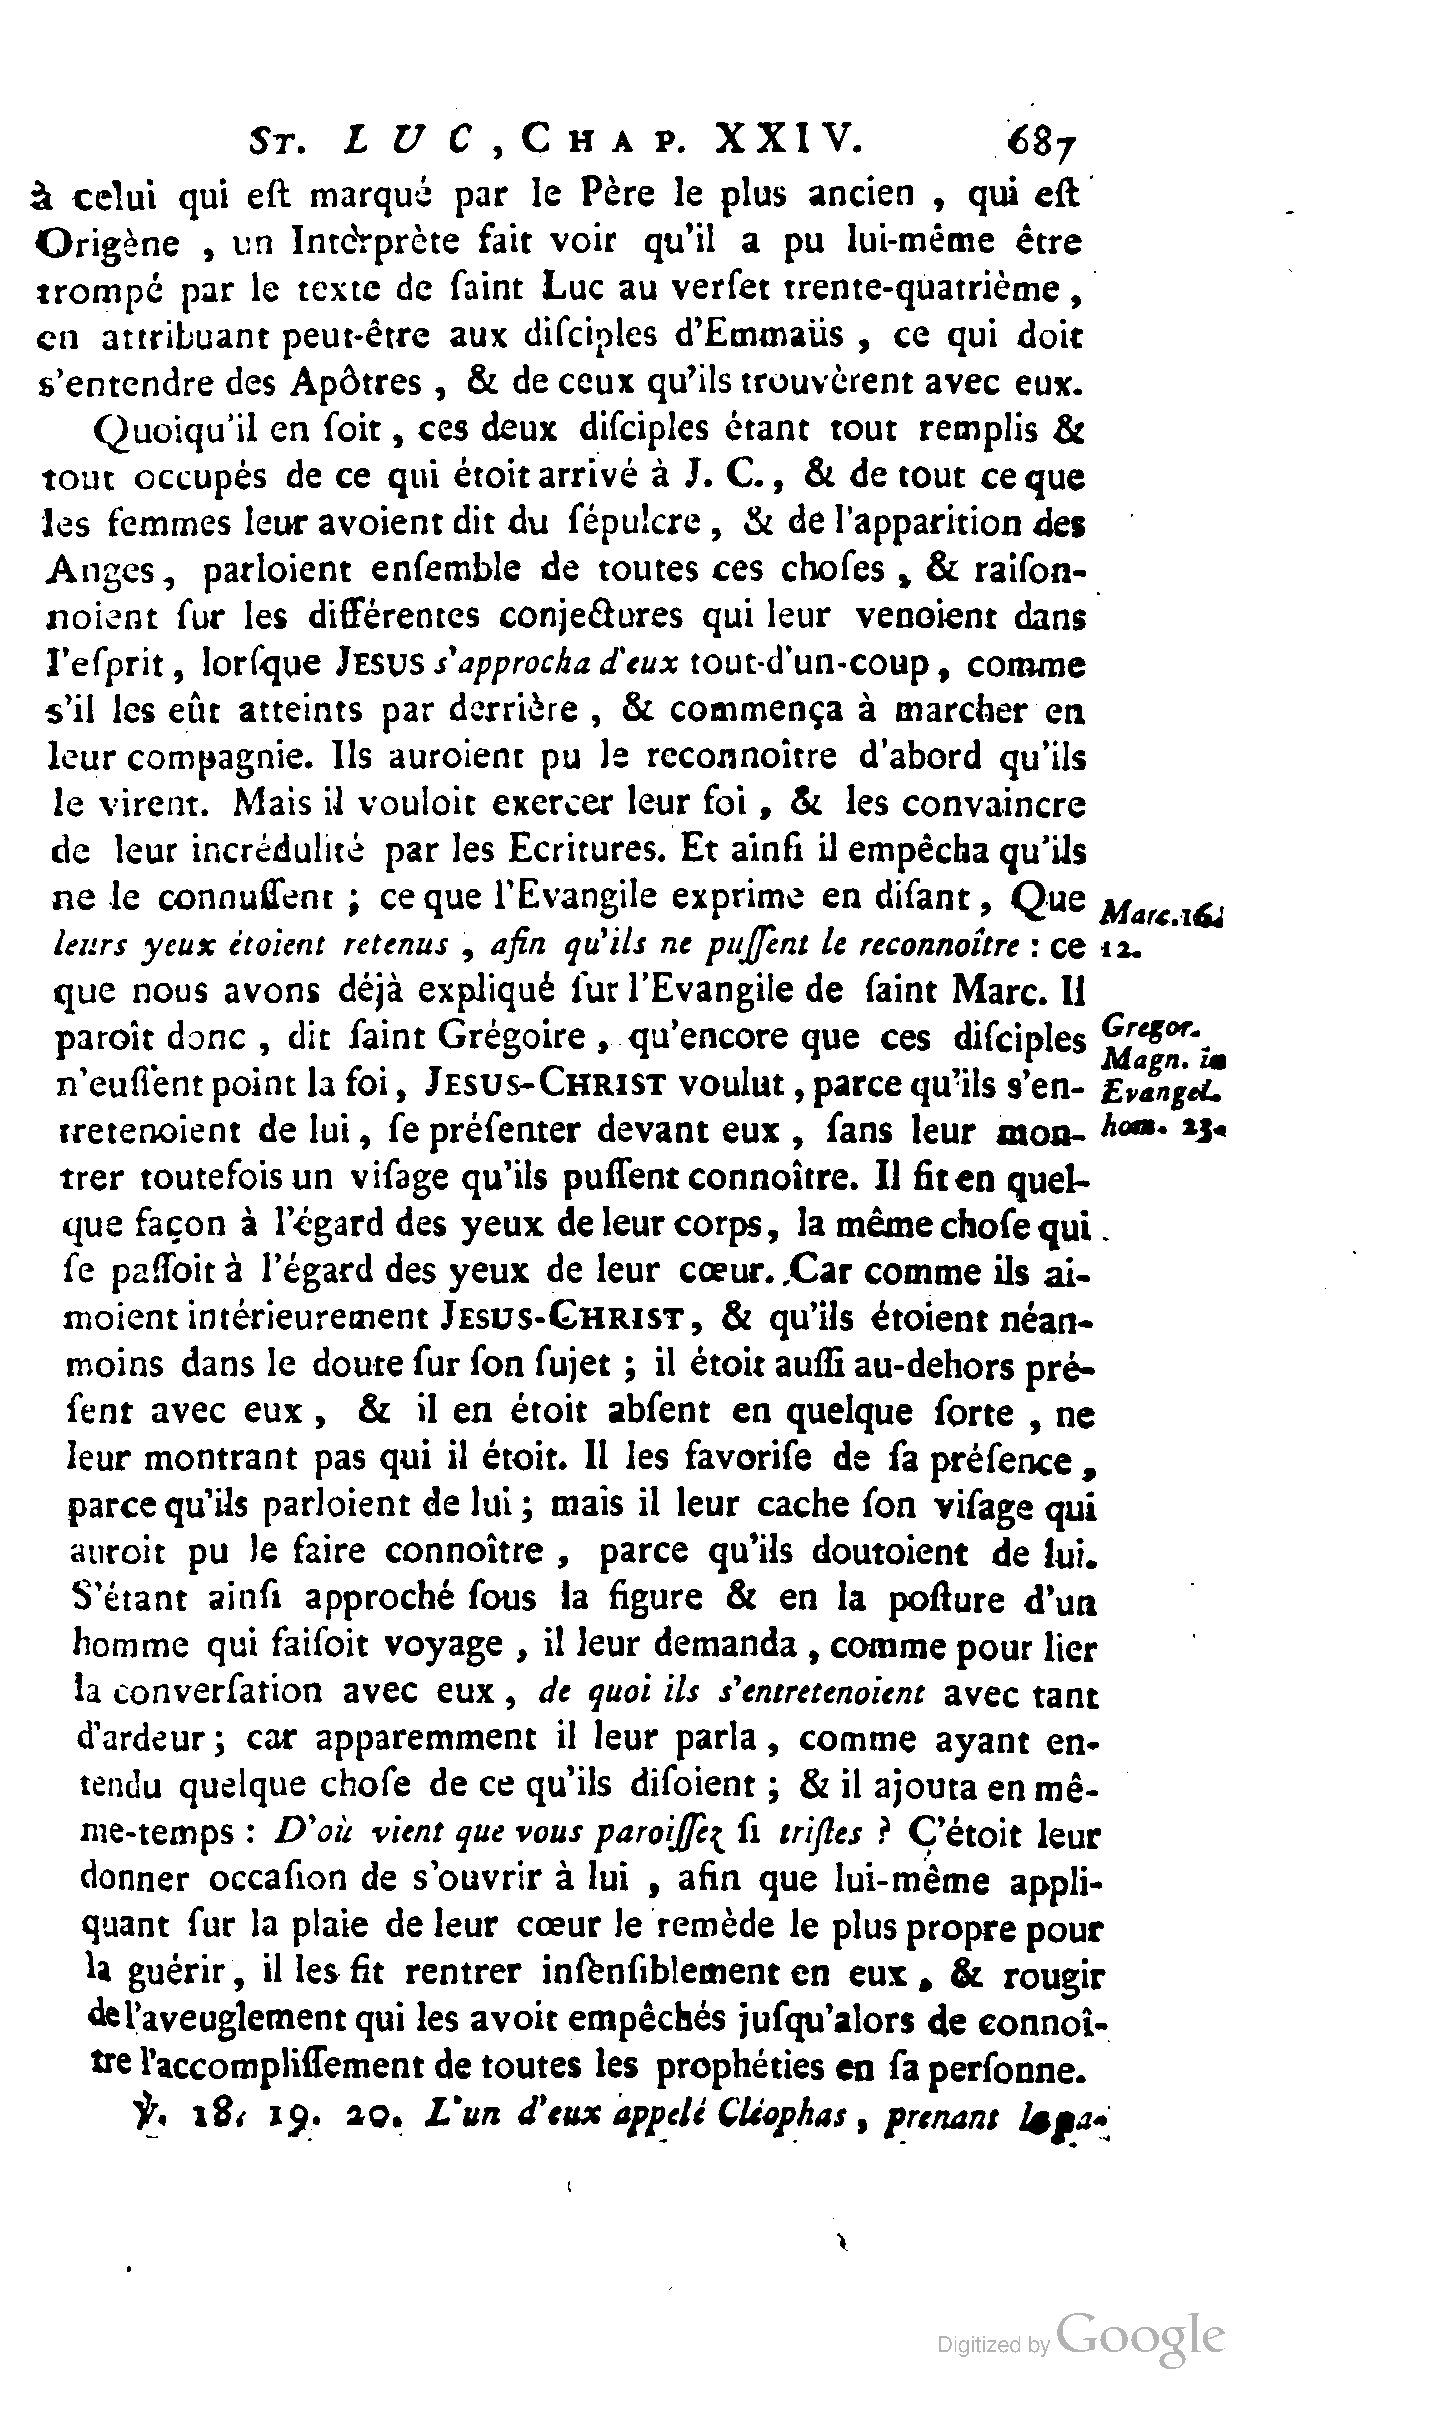 ST. LUC, CHAP. XXIV. 687
à celui qui eſt marqué par le Père le plus ancien , qui eſt
Origène , un Intèrprète fait voir qu'il a pu lui-même être
trompé par le texte de ſaint Luc au verſet trente-quatrième ,
en attribuant peut-être aux diſciples d'Emmaüs , ce qui doit
s'entendre des Apôtres , & de ceux qu'ils trouvèrent avec eux.
Quoiqu'il en ſoit , ces deux diſciples étant tout remplis &
tout occupés de ce qui étoit arrivé à J. C., & de tout ce que
les femmes leur avoient dit du ſépulcre , & de l'apparition des
Anges, parloient enſemble de toutes ces choſes , & raiſon-
noient ſur les différentes conjectures qui leur venoient dans
l'eſprit, lorſque JESUS s'approcha d'eux tout-d'un-coup, comme
s'il les eût atteints par derrière , & commença à marcher en
leur compagnie. Ils auroient pu le reconnoître d'abord qu'ils
le virent. Mais il vouloit exercer leur foi , & les convaincre
de leur incrédulité par les Ecritures. Et ainſi il empêcha qu'ils
ne le connuſſent ; ce que l'Evangile exprime en diſant , Que
leurs yeux étoient retenus , afin qu'ils ne puſſent le reconnoître : ce
Marc. 16.
12.
que nous avons déjà expliqué ſur l'Evangile de ſaint Marc. Il
paroît donc , dit ſaint Grégoire , qu'encore que ces diſciples
n'euſſent point la foi, JESUS-CHRIST voulut, parce qu'ils s'en-
tretenoient de lui, ſe préſenter devant eux , ſans leur mon-
Gregor.
Magn. in
Evangel.
hom. 23.
trer toutefois un viſage qu'ils puſſent connoître. Il fit en quel-
que façon à l'égard des yeux de leur corps, la même choſe qui
ſe paſſoit à l'égard des yeux de leur cœur. Car comme ils ai-
moient intérieurement JESUS-CHRIST, & qu'ils étoient néan-
moins dans le doute ſur ſon ſujet ; il étoit auſſi au-dehors pré-
ſent avec eux , & il en étoit abſent en quelque ſorte , ne
leur montrant pas qui il étoit. Il les favoriſe de ſa préſence,
parce qu'ils parloient de lui ; mais il leur cache ſon viſage qui
auroit pu le faire connoître , parce qu'ils doutoient de lui.
S'étant ainſi approché ſous la figure & en la poſture d'un
homme qui faiſoit voyage , il leur demanda , comme pour lier
la converſation avec eux , de quoi ils s'entretenoient avec tant
d'ardeur ; car apparemment il leur parla , comme ayant en-
tendu quelque choſe de ce qu'ils diſoient ; & il ajouta en mê-
me-temps : D'où vient que vous paroiſſez ſi triſtes ? C'étoit leur
donner occaſion de s'ouvrir à lui , afin que lui-même appli-
quant ſur la plaie de leur cœur le remède le plus propre pour
la guérir, il les fit rentrer inſenſiblement en eux , & rougir
de l'aveuglement qui les avoit empêchés juſqu'alors de connoî-
tre l'accompliſſement de toutes les prophéties en ſa perſonne.
℣. 18. 19. 20. L'un d'eux appelé Cléophas , prenant la pa-
Digitized by Google